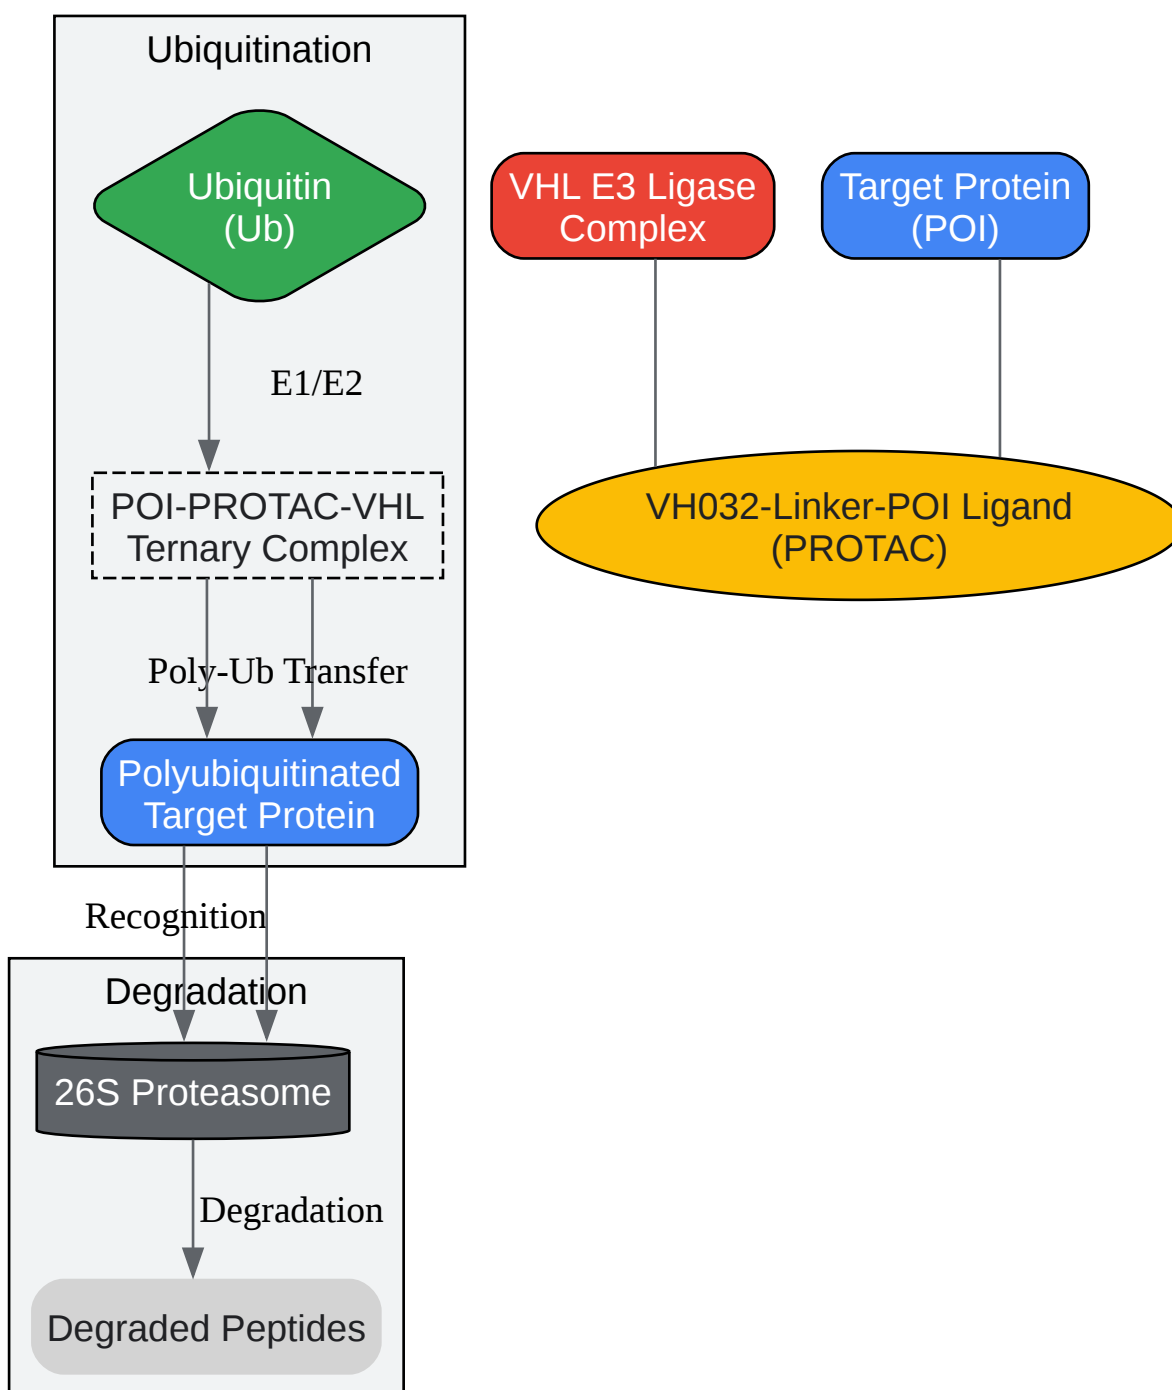 Ubiquitination
Ubiquitin
(Ub)
VHL E3 Ligase
Complex
Target Protein
(POI)
E1/E2
POI-PROTAC-VHL
Ternary Complex
VH032-Linker-POI Ligand
(PROTAC)
Poly-Ub Transfer
Polyubiquitinated
Target Protein
Recognition
Degradation
26S Proteasome
Degradation
Degraded Peptides